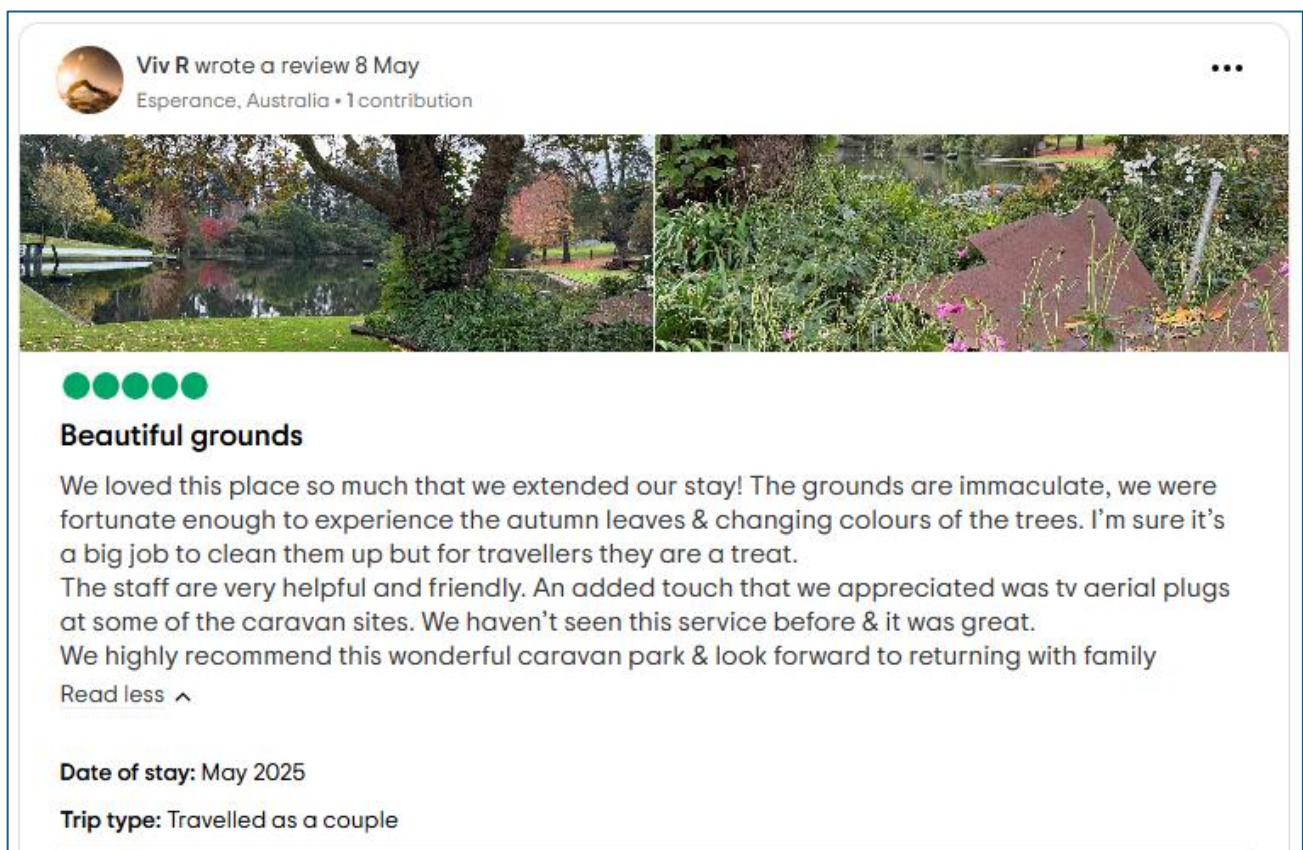 Viv R wrote a review 8 May
Esperance, Australia • 1 contribution
Beautiful grounds
We loved this place so much that we extended our stay! The grounds are immaculate, we were
fortunate enough to experience the autumn leaves & changing colours of the trees. I'm sure it's
a big job to clean them up but for travellers they are a treat.
The staff are very helpful and friendly. An added touch that we appreciated was tv aerial plugs
at some of the caravan sites. We haven't seen this service before & it was great.
We highly recommend this wonderful caravan park & look forward to returning with family
Read less
Date of stay: May 2025
Trip type: Travelled as a couple